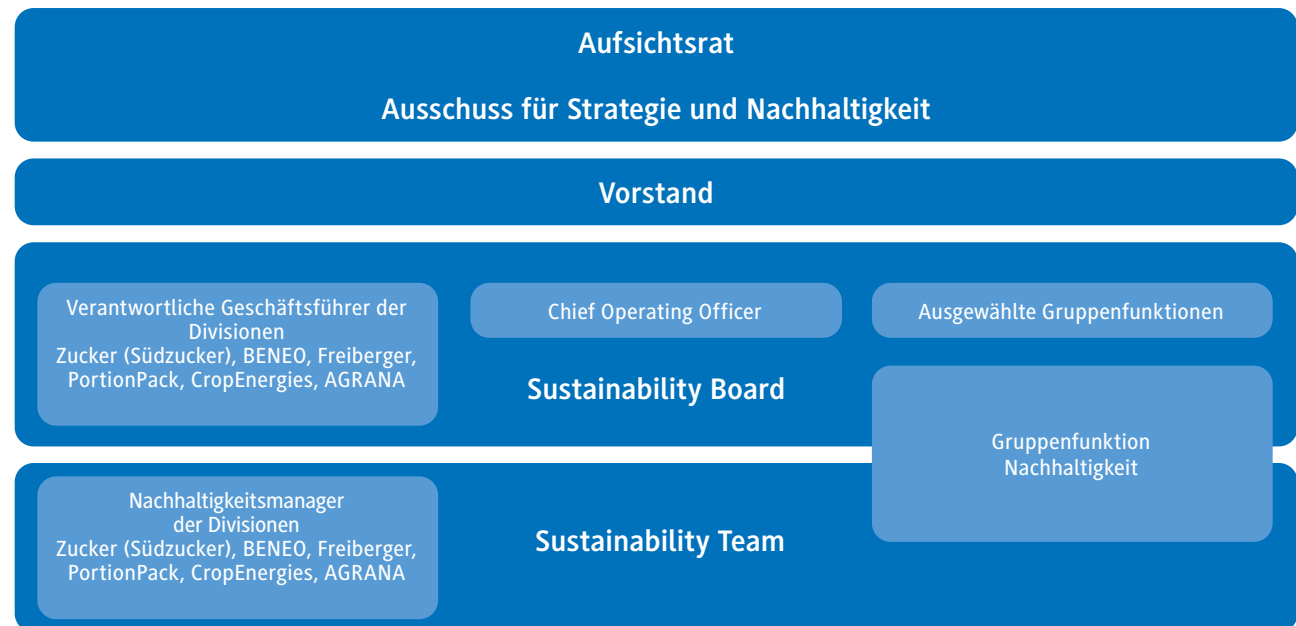 Aufsichtsrat
Ausschuss für Strategie und Nachhaltigkeit
Vorstand
Verantwortliche Geschäftsführer der
Divisionen
Zucker (Südzucker), BENEO, Freiberger,
PortionPack, CropEnergies, AGRANA
Chief Operating Officer
Ausgewählte Gruppenfunktionen
Sustainability Board
Gruppenfunktion
Nachhaltigkeit
Nachhaltigkeitsmanager
der Divisionen
Zucker (Südzucker), BENEO, Freiberger,
PortionPack, CropEnergies, AGRANA
Sustainability Team